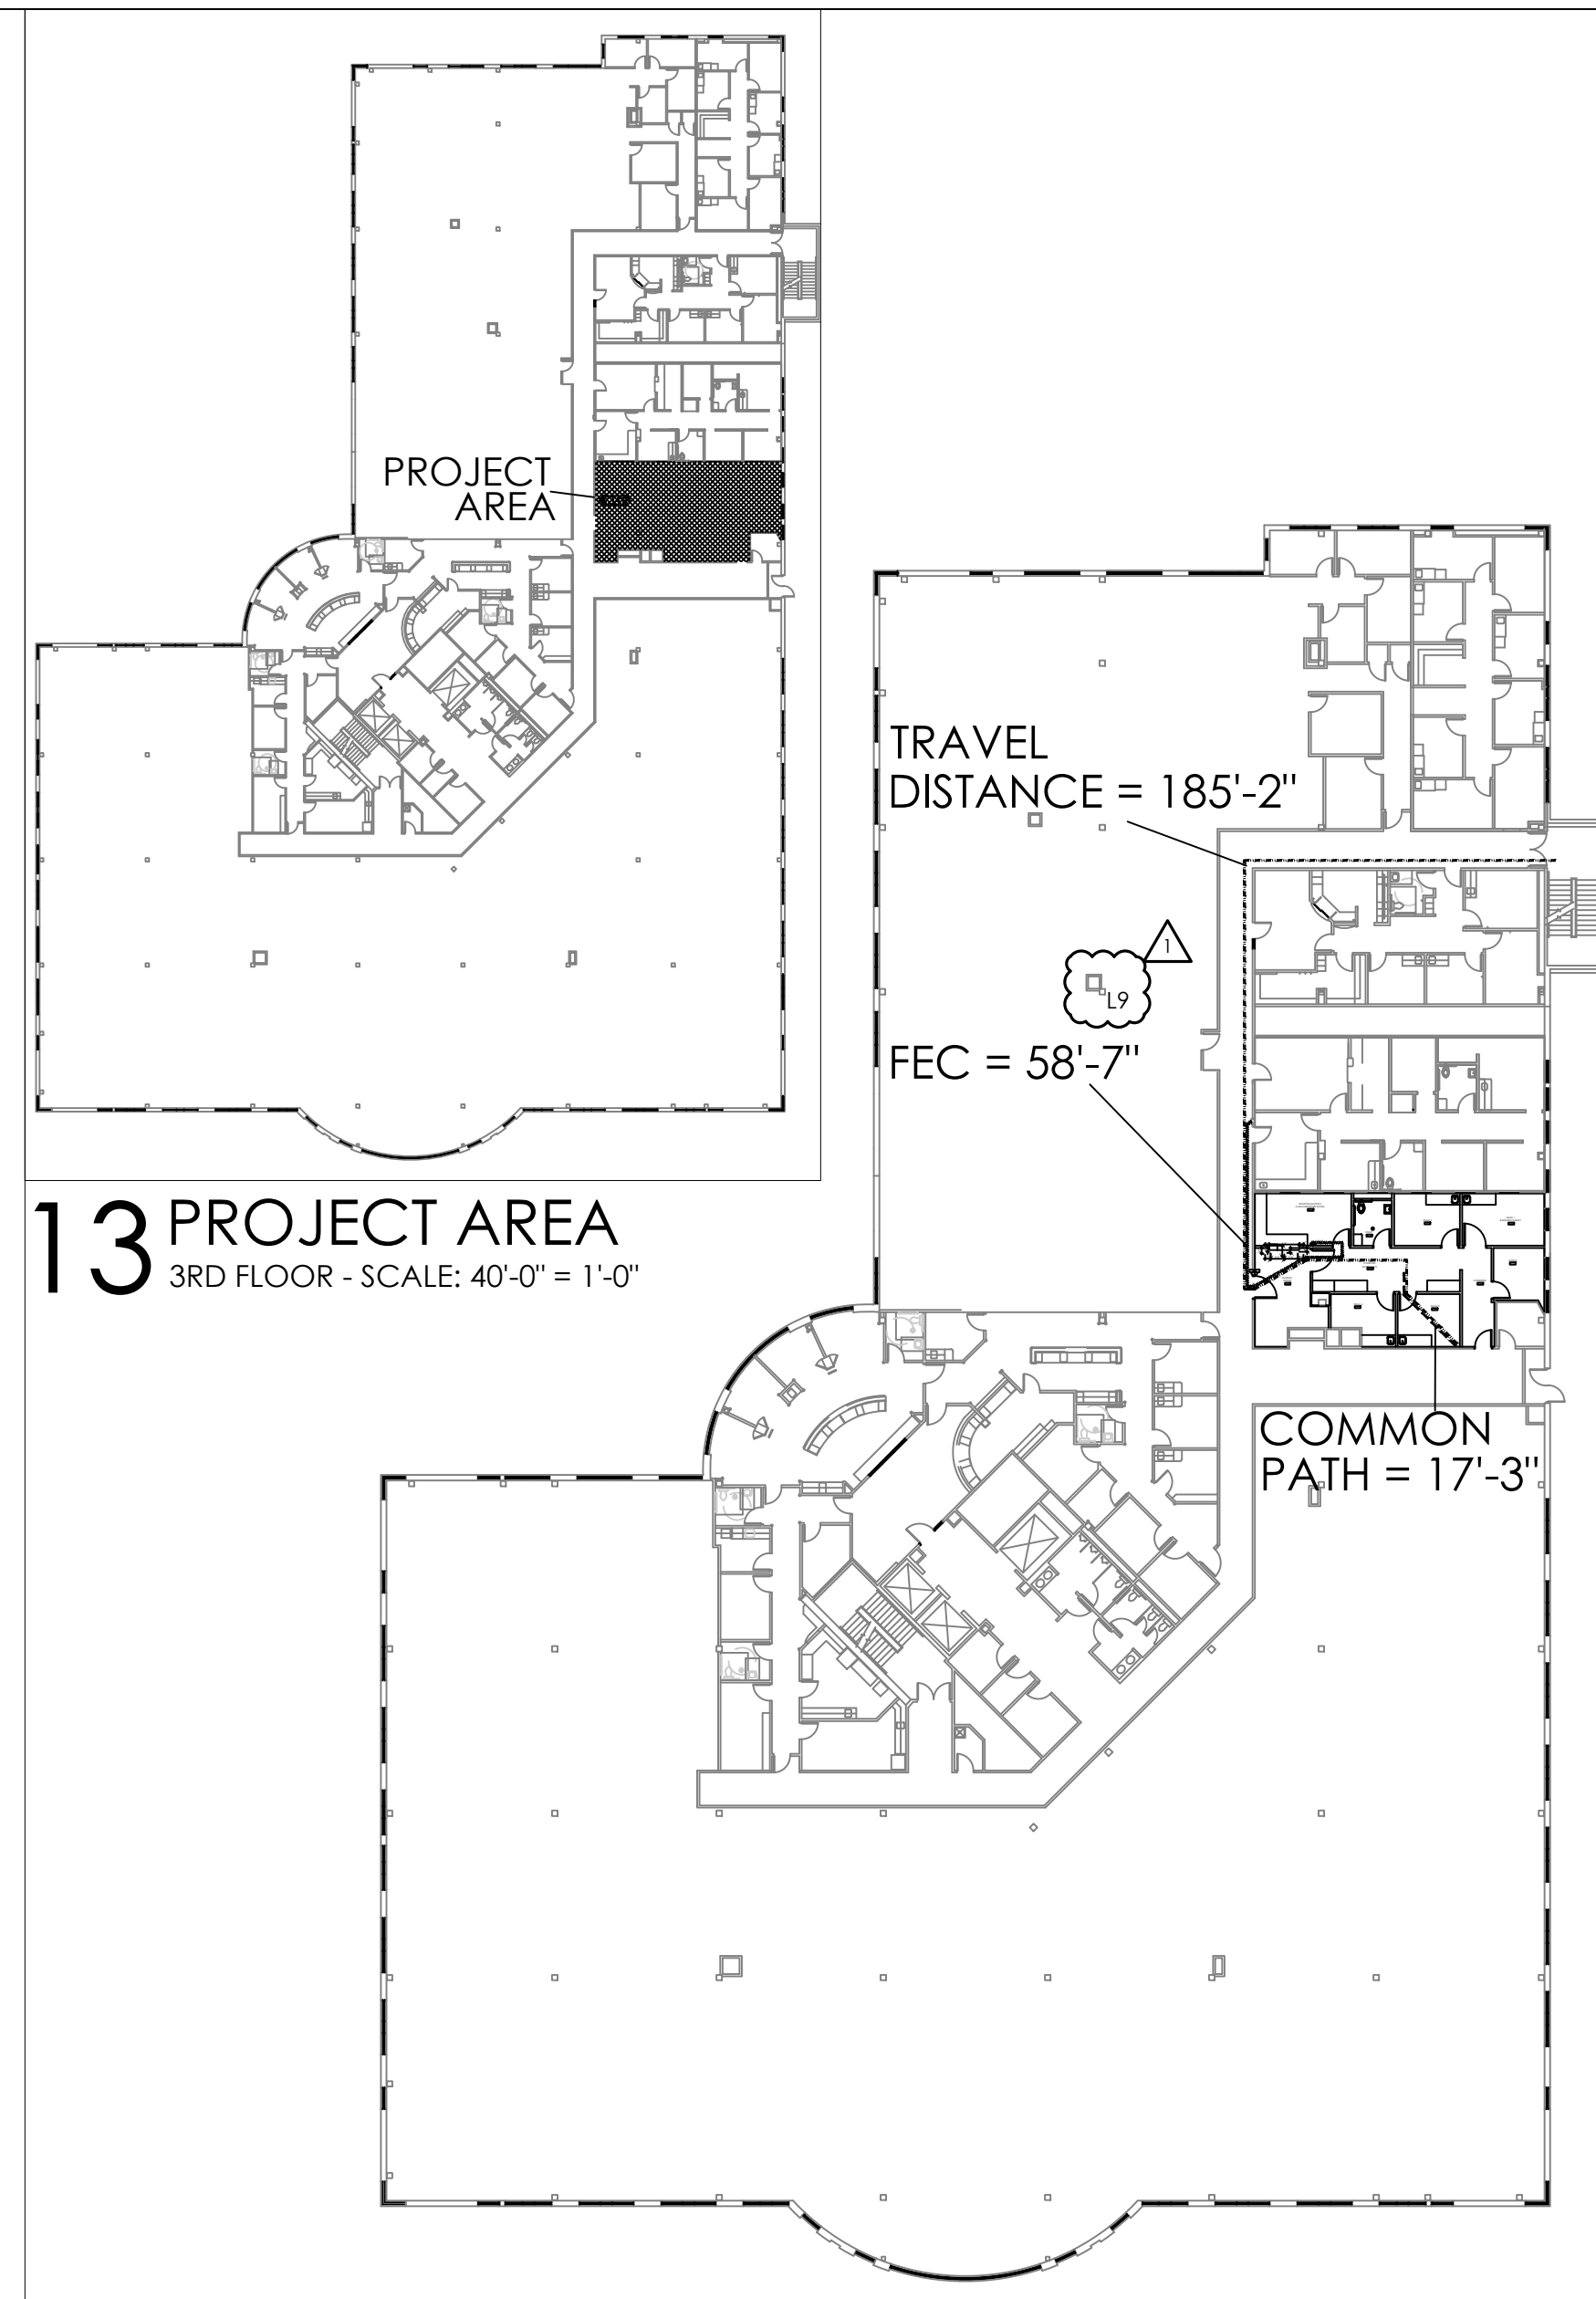 PROJECT
AREA
13 PROJECT AREA
3RD FLOOR - SCALE: 40'-0" = 1'-0"
TRAVEL
DISTANCE = 185'-2"
1
L9
FEC = 58'-7"
COMMON
PATH = 17'-3"